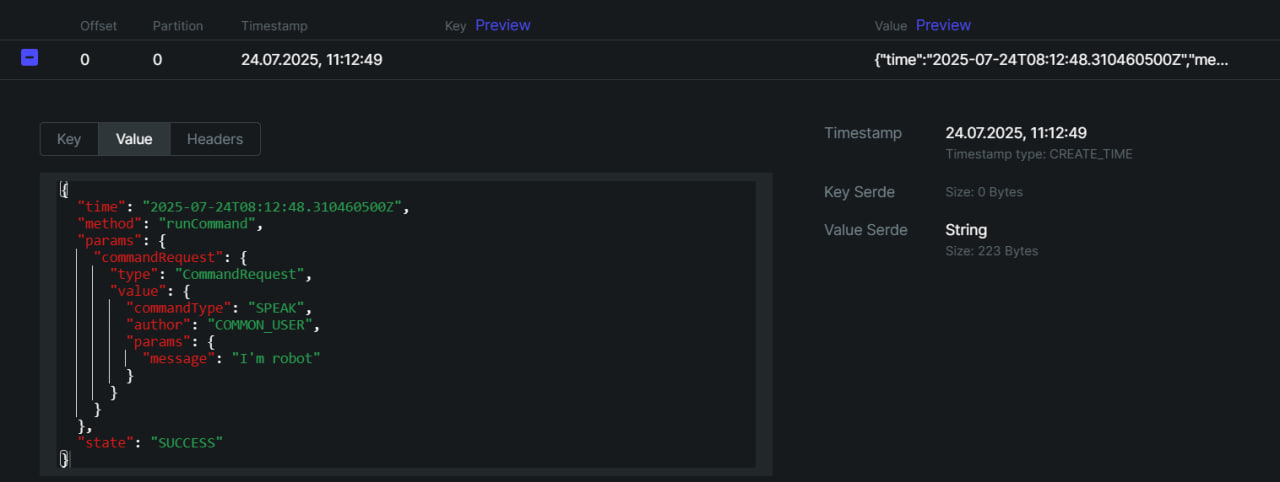 Offset Partition Timestamp Key Preview Value Preview
0 0 24.07.2025, 11:12:49 {"time":"2025-07-24T08:12:48.310460500Z","me...
Key Value Headers
{
  "time": "2025-07-24T08:12:48.310460500Z",
  "method": "runCommand",
  "params": {
    "commandRequest": {
      "type": "CommandRequest",
      "value": {
        "commandType": "SPEAK",
        "author": "COMMON_USER",
        "params": {
          "message": "I'm robot"
        }
      }
    }
  },
  "state": "SUCCESS"
}
Timestamp 24.07.2025, 11:12:49
Timestamp type: CREATE_TIME
Key Serde Size: 0 Bytes
Value Serde String
Size: 223 Bytes